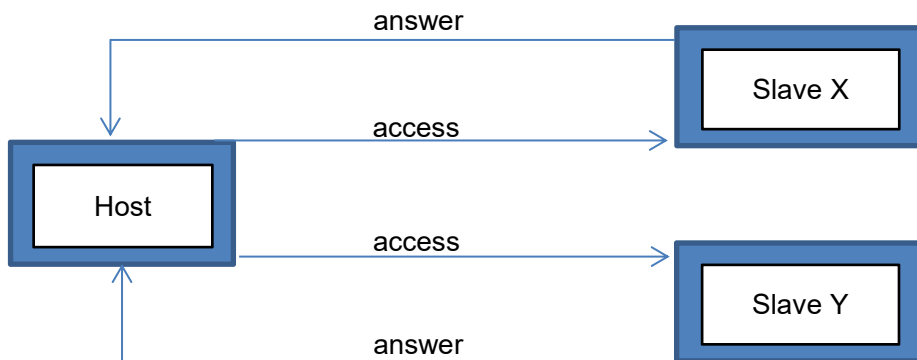 answer
Slave X
access
Host
access
Slave Y
answer